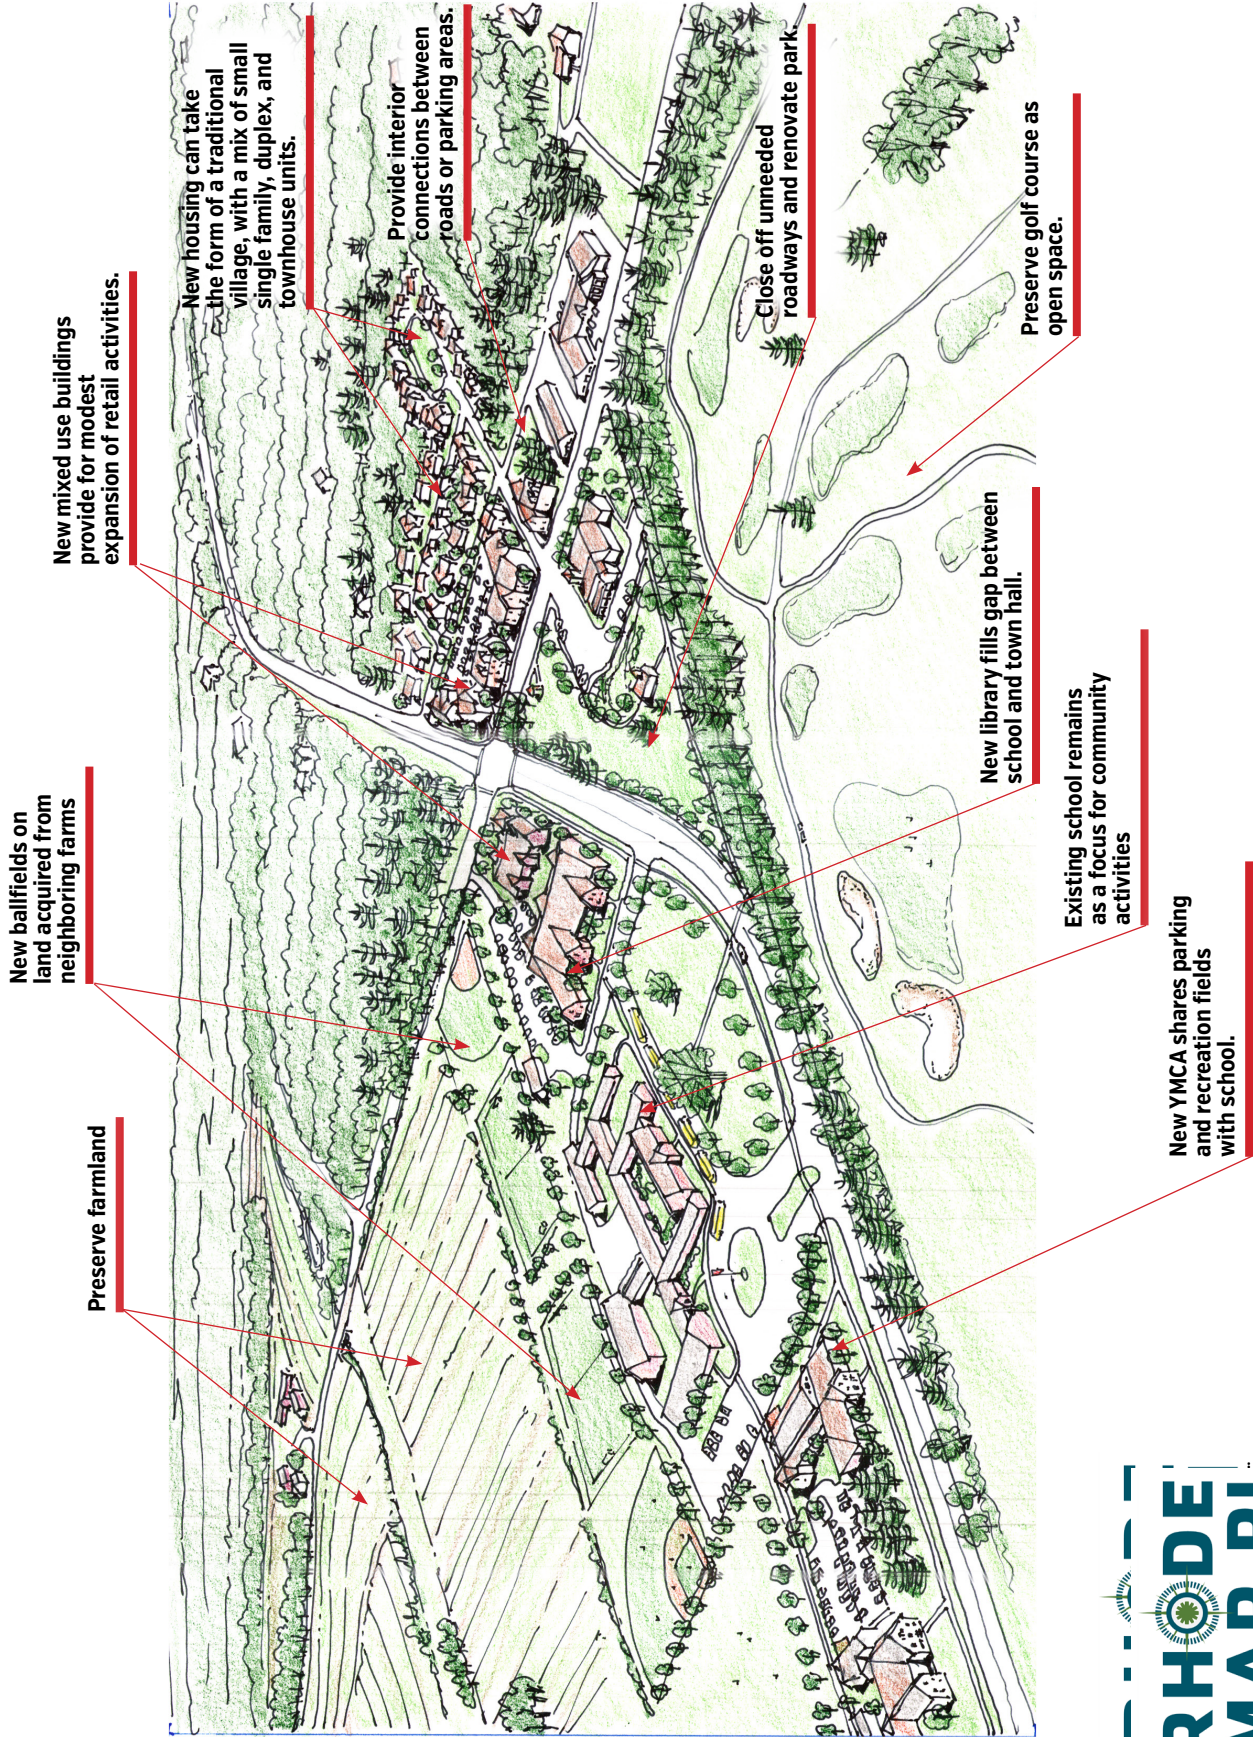 Preserve farmland
New ballfields on
land acquired from
neighboring farms
New mixed use buildings
provide for modest
expansion of retail activities.
New housing can take
the form of a traditional
village, with a mix of small
single family, duplex, and
townhouse units.
Provide interior
connections between
roads or parking areas.
Close off unneeded
roadways and renovate park.
Preserve golf course as
open space.
New library fills gap between
school and town hall.
Existing school remains
as a focus for community
activities
New YMCA shares parking
and recreation fields
with school.
RHODE
MAP RI